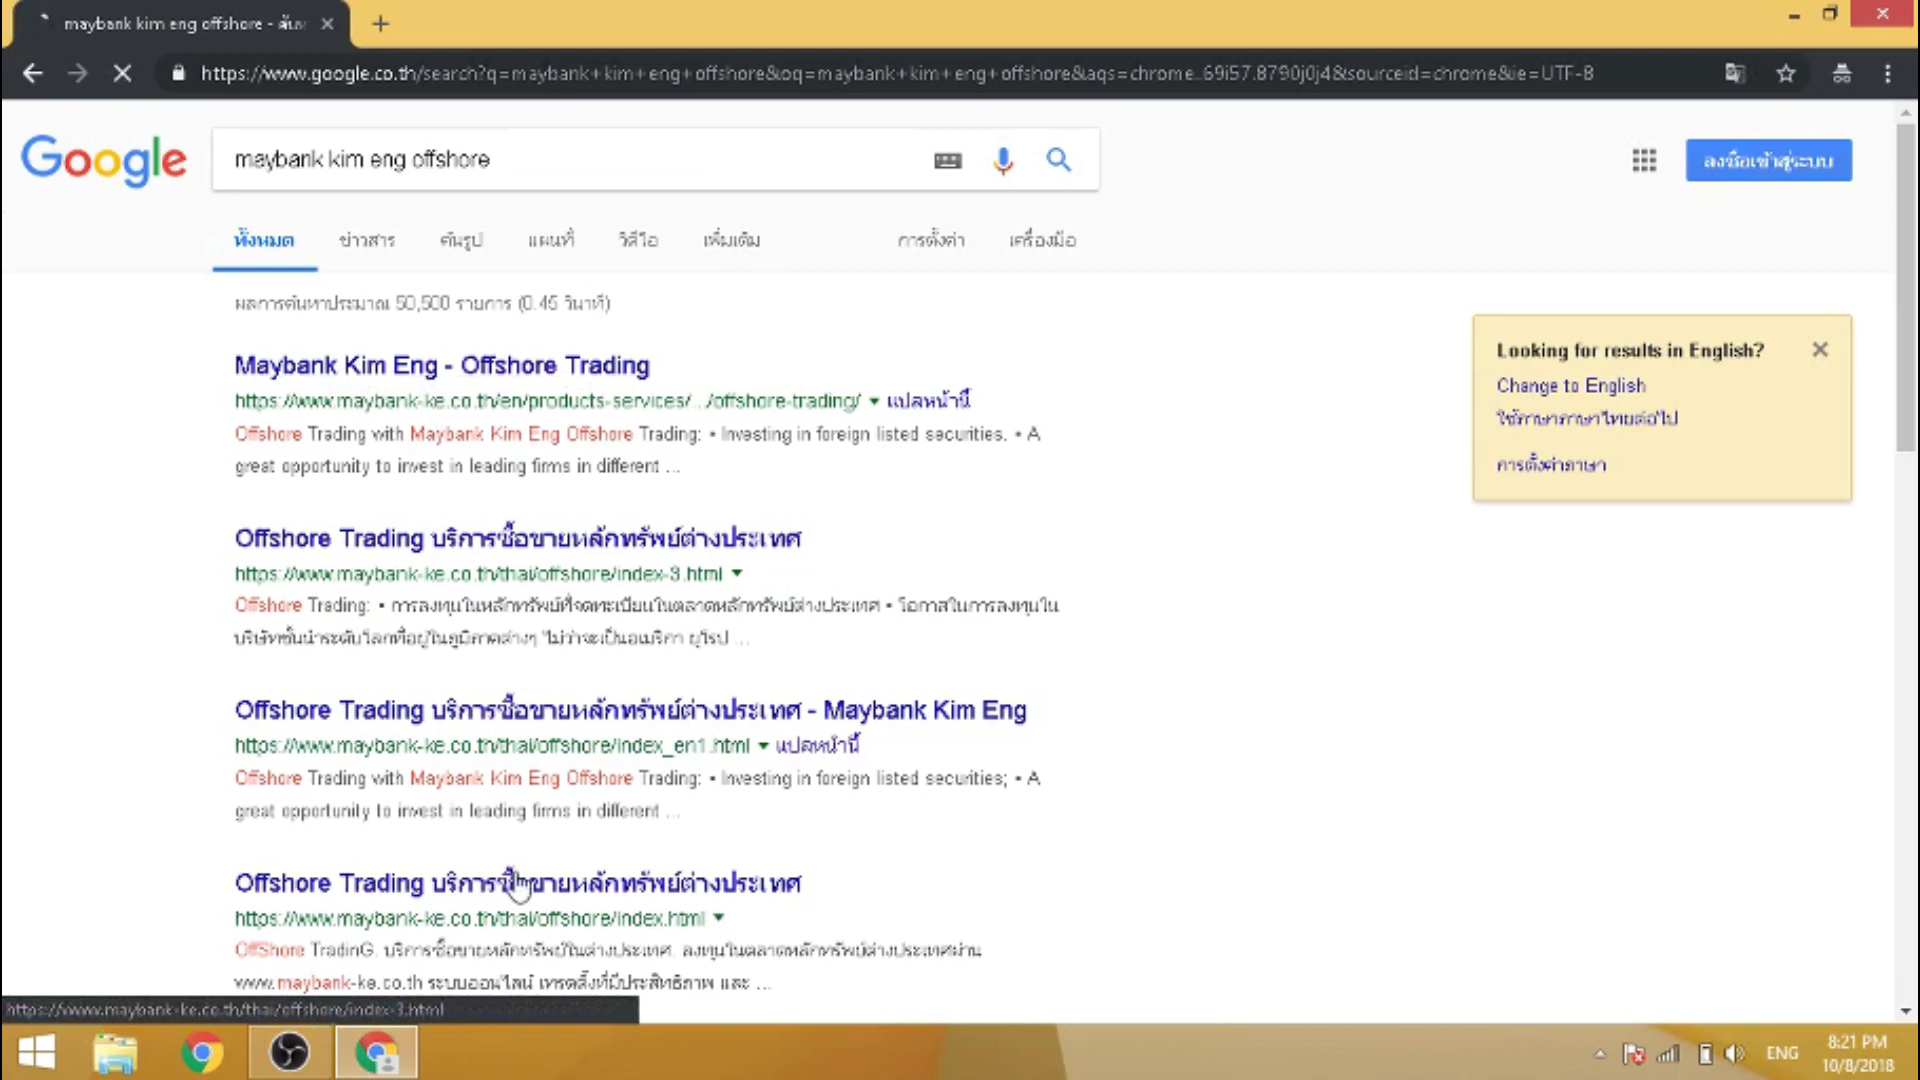 maybank kim eng offshore - ค้นห
https://www.google.co.th/search?q=maybank+kim+eng+offshore&oq=maybank+kim+eng+offshore&aqs=chrome..69i57.8790j0j4&sourceid=chrome&ie=UTF-8
Google
maybank kim eng offshore
ลงชื่อเข้าสู่ระบบ
ทั้งหมด ข่าวสาร ค้นรูป แผนที่ วิดีโอ เพิ่มเติม การตั้งค่า เครื่องมือ
ผลการค้นหาประมาณ 50,500 รายการ (0.45 วินาที)
Maybank Kim Eng - Offshore Trading
https://www.maybank-ke.co.th/en/products-services/.../offshore-trading/ แปลหน้านี้
Offshore Trading with Maybank Kim Eng Offshore Trading: • Investing in foreign listed securities. • A
great opportunity to invest in leading firms in different ...
Looking for results in English?
Change to English
ใช้ภาษาภาษาไทยต่อไป
การตั้งค่าภาษา
Offshore Trading บริการซื้อขายหลักทรัพย์ต่างประเทศ
https://www.maybank-ke.co.th/thai/offshore/index-3.html
Offshore Trading: • การลงทุนในหลักทรัพย์ที่จดทะเบียนในตลาดหลักทรัพย์ต่างประเทศ • โอกาสในการลงทุนใน
บริษัทชั้นนำระดับโลกที่อยู่ในภูมิภาคต่างๆ ไม่ว่าจะเป็นอเมริกา ยุโรป ...
Offshore Trading บริการซื้อขายหลักทรัพย์ต่างประเทศ - Maybank Kim Eng
https://www.maybank-ke.co.th/thai/offshore/index_en1.html แปลหน้านี้
Offshore Trading with Maybank Kim Eng Offshore Trading: • Investing in foreign listed securities; • A
great opportunity to invest in leading firms in different ...
Offshore Trading บริการซื้อขายหลักทรัพย์ต่างประเทศ
https://www.maybank-ke.co.th/thai/offshore/index.html
OffShore TradinG. บริการซื้อขายหลักทรัพย์ในต่างประเทศ. ลงทุนในตลาดหลักทรัพย์ต่างประเทศผ่าน
www.maybank-ke.co.th ระบบออนไลน์ เทรดดิ้งที่มีประสิทธิภาพ และ ...
https://www.maybank-ke.co.th/thai/offshore/index-3.html
ENG
8:21 PM
10/8/2018